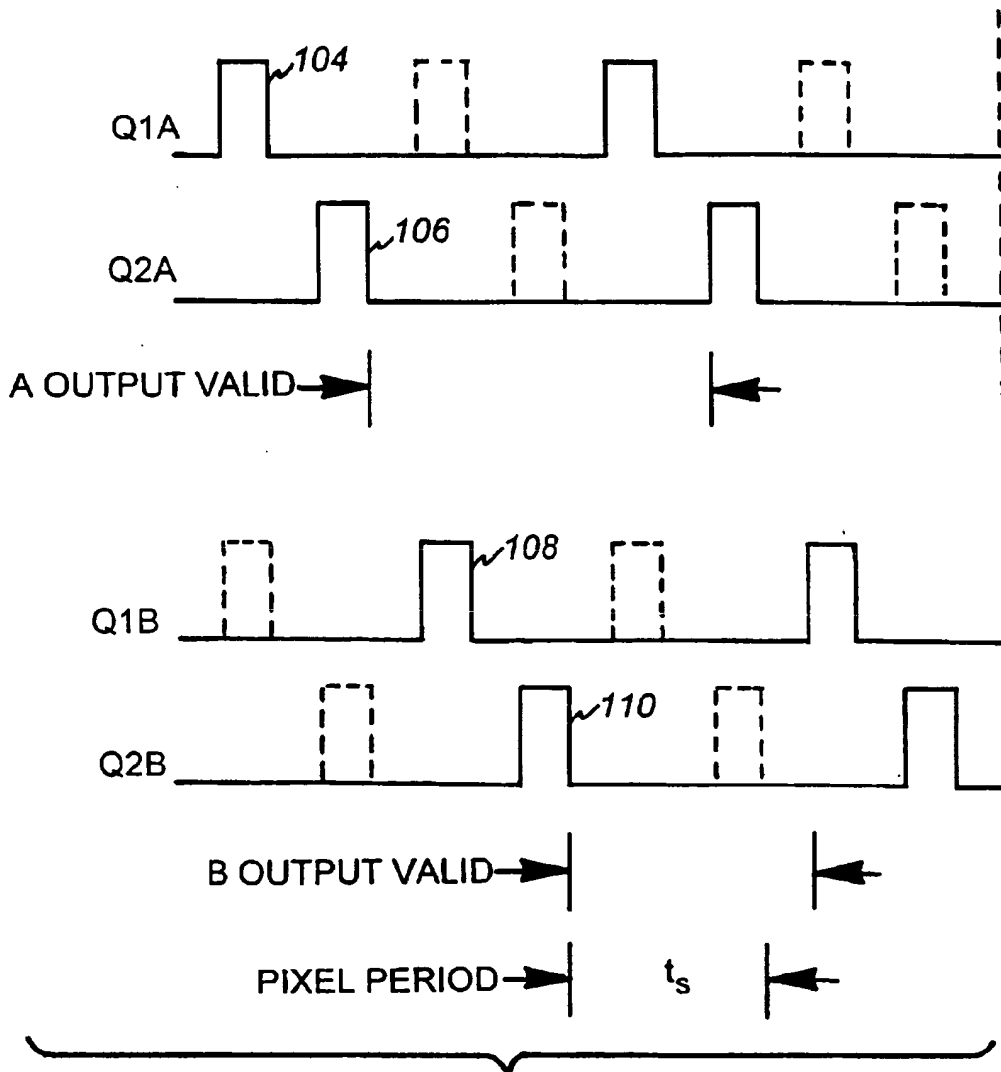 104
Q1A
106
Q2A
A OUTPUT VALID
108
Q1B
110
Q2B
B OUTPUT VALID
PIXEL PERIOD ts